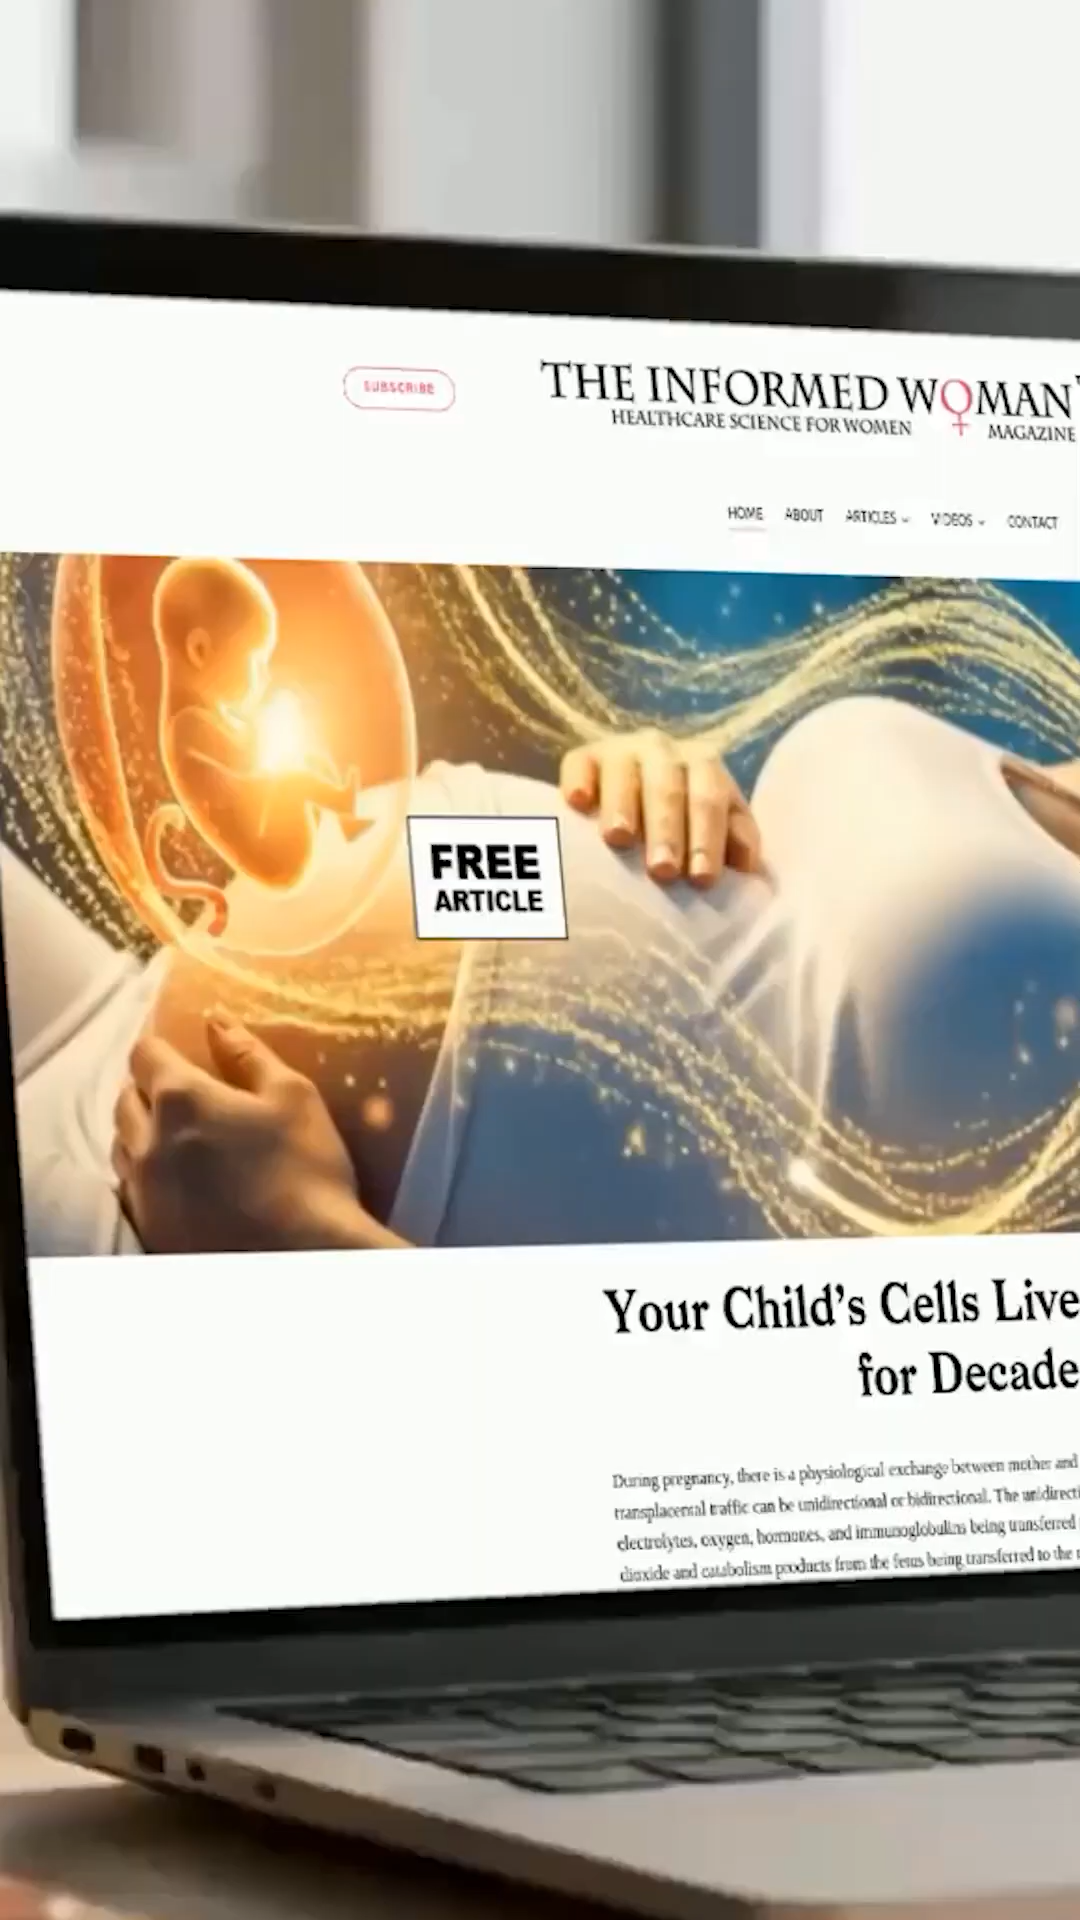 SUBSCRIBE
THE INFORMED WOMAN
HEALTHCARE SCIENCE FOR WOMEN MAGAZINE
HOME ABOUT ARTICLES VIDEOS CONTACT
FREE
ARTICLE
Your Child's Cells Live
for Decade
During pregnancy, there is a physiological exchange between mother and
transplacental traffic can be unidirectional or bidirectional. The unidirecti
electrolytes, oxygen, hormones, and immunoglobulins being transferred
dioxide and catabolism products from the fetus being transferred to the